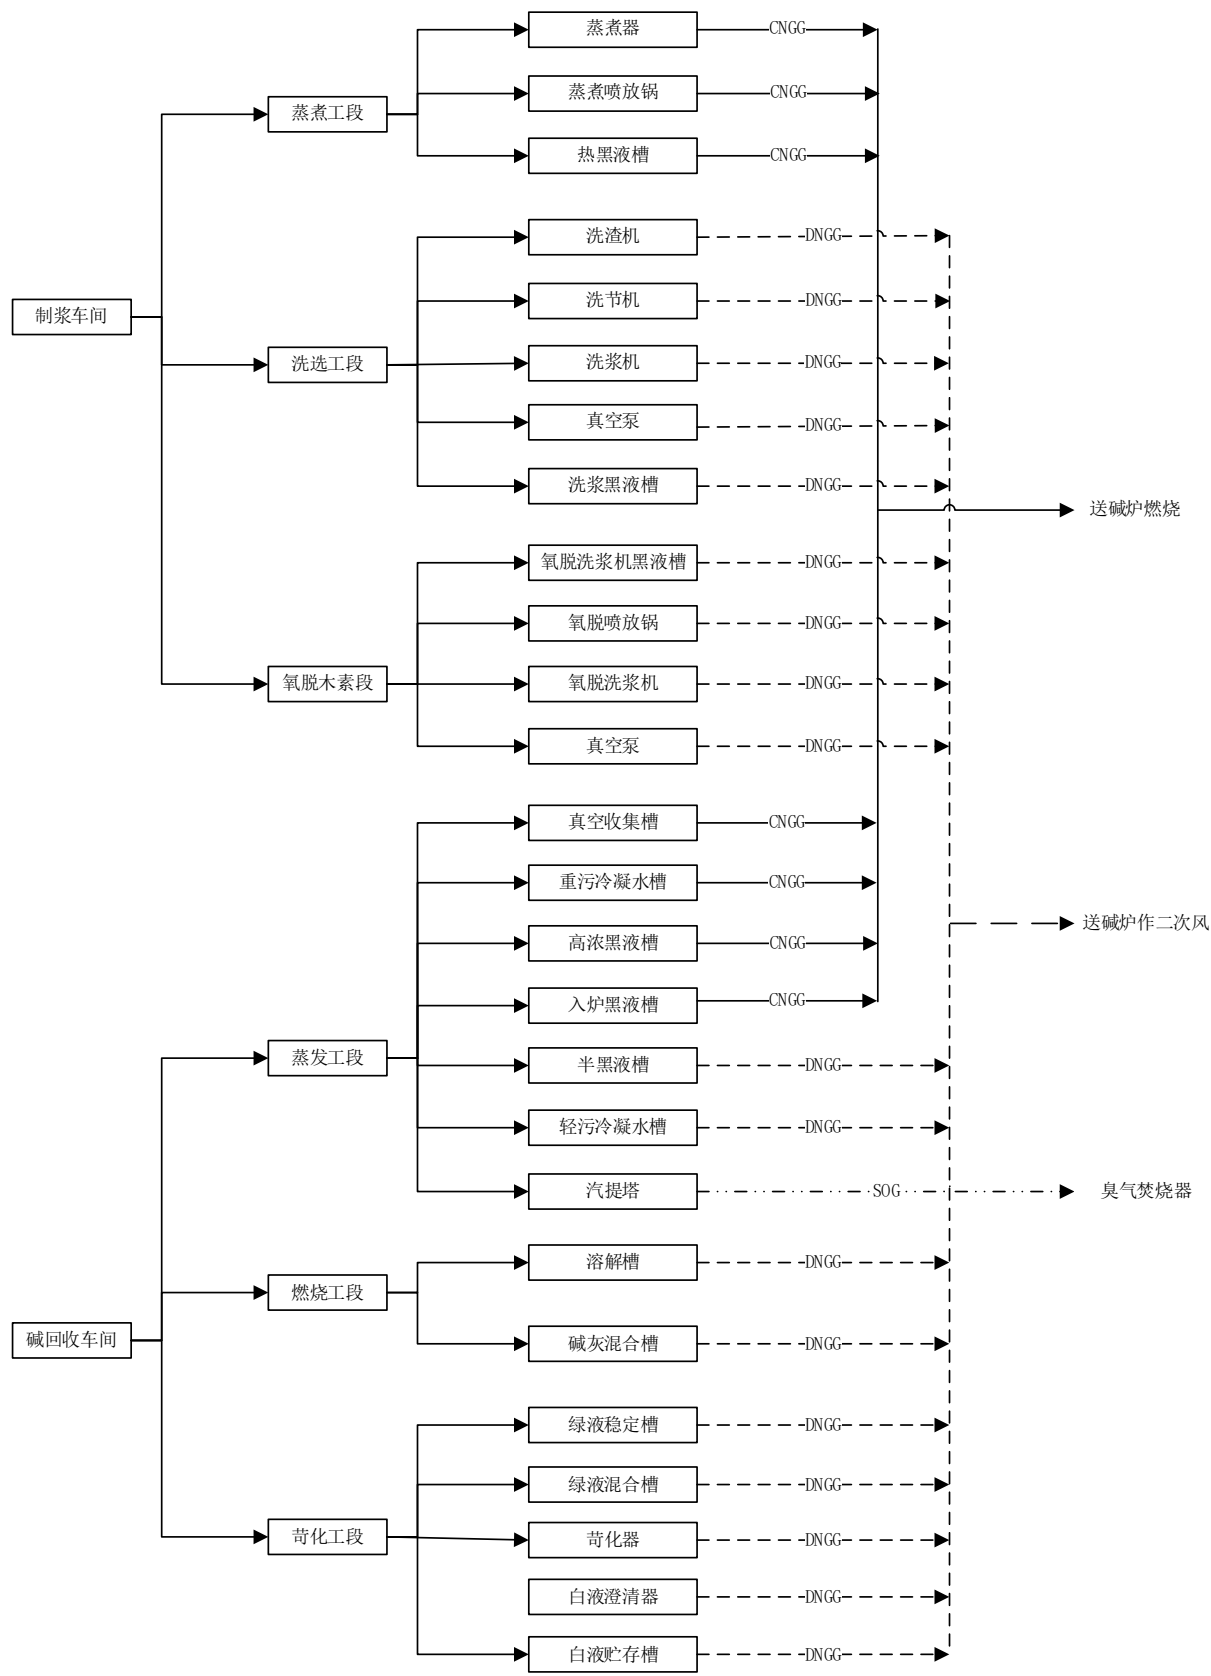 蒸煮器 CNGG
蒸煮喷放锅 CNGG
蒸煮工段
热黑液槽 CNGG
洗渣机 DNGG
洗节机 DNGG
制浆车间
洗选工段
洗浆机 DNGG
真空泵 DNGG
洗浆黑液槽 DNGG
送碱炉燃烧
氧脱洗浆机黑液槽 DNGG
氧脱喷放锅 DNGG
氧脱木素段
氧脱洗浆机 DNGG
真空泵 DNGG
真空收集槽 CNGG
重污冷凝水槽 CNGG
送碱炉作二次风
高浓黑液槽 CNGG
入炉黑液槽 CNGG
蒸发工段
半黑液槽 DNGG
轻污冷凝水槽 DNGG
汽提塔 SOG 臭气焚烧器
溶解槽 DNGG
燃烧工段
碱回收车间
碱灰混合槽 DNGG
绿液稳定槽 DNGG
绿液混合槽 DNGG
苛化工段
苛化器 DNGG
白液澄清器 DNGG
白液贮存槽 DNGG